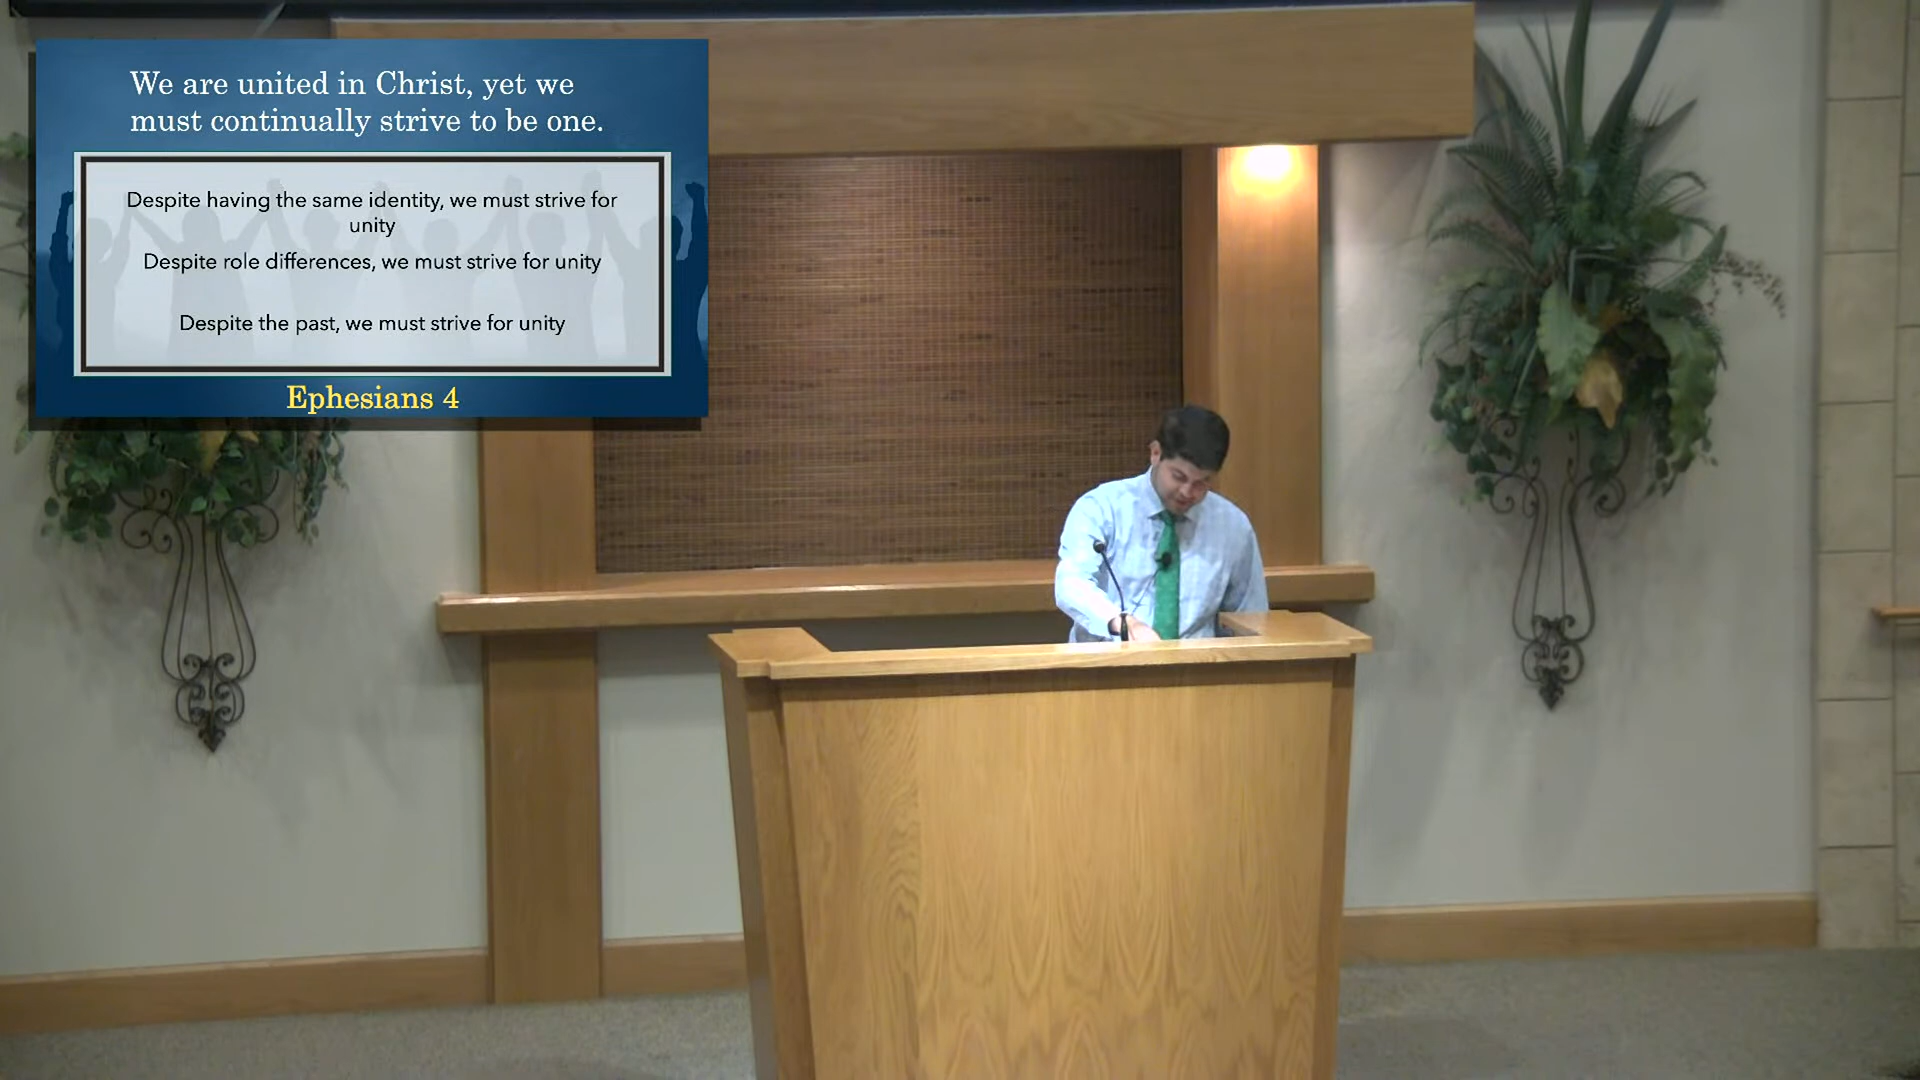 We are united in Christ, yet we
must continually strive to be one.
Despite having the same identity, we must strive for
unity
Despite role differences, we must strive for unity
Despite the past, we must strive for unity
Ephesians 4